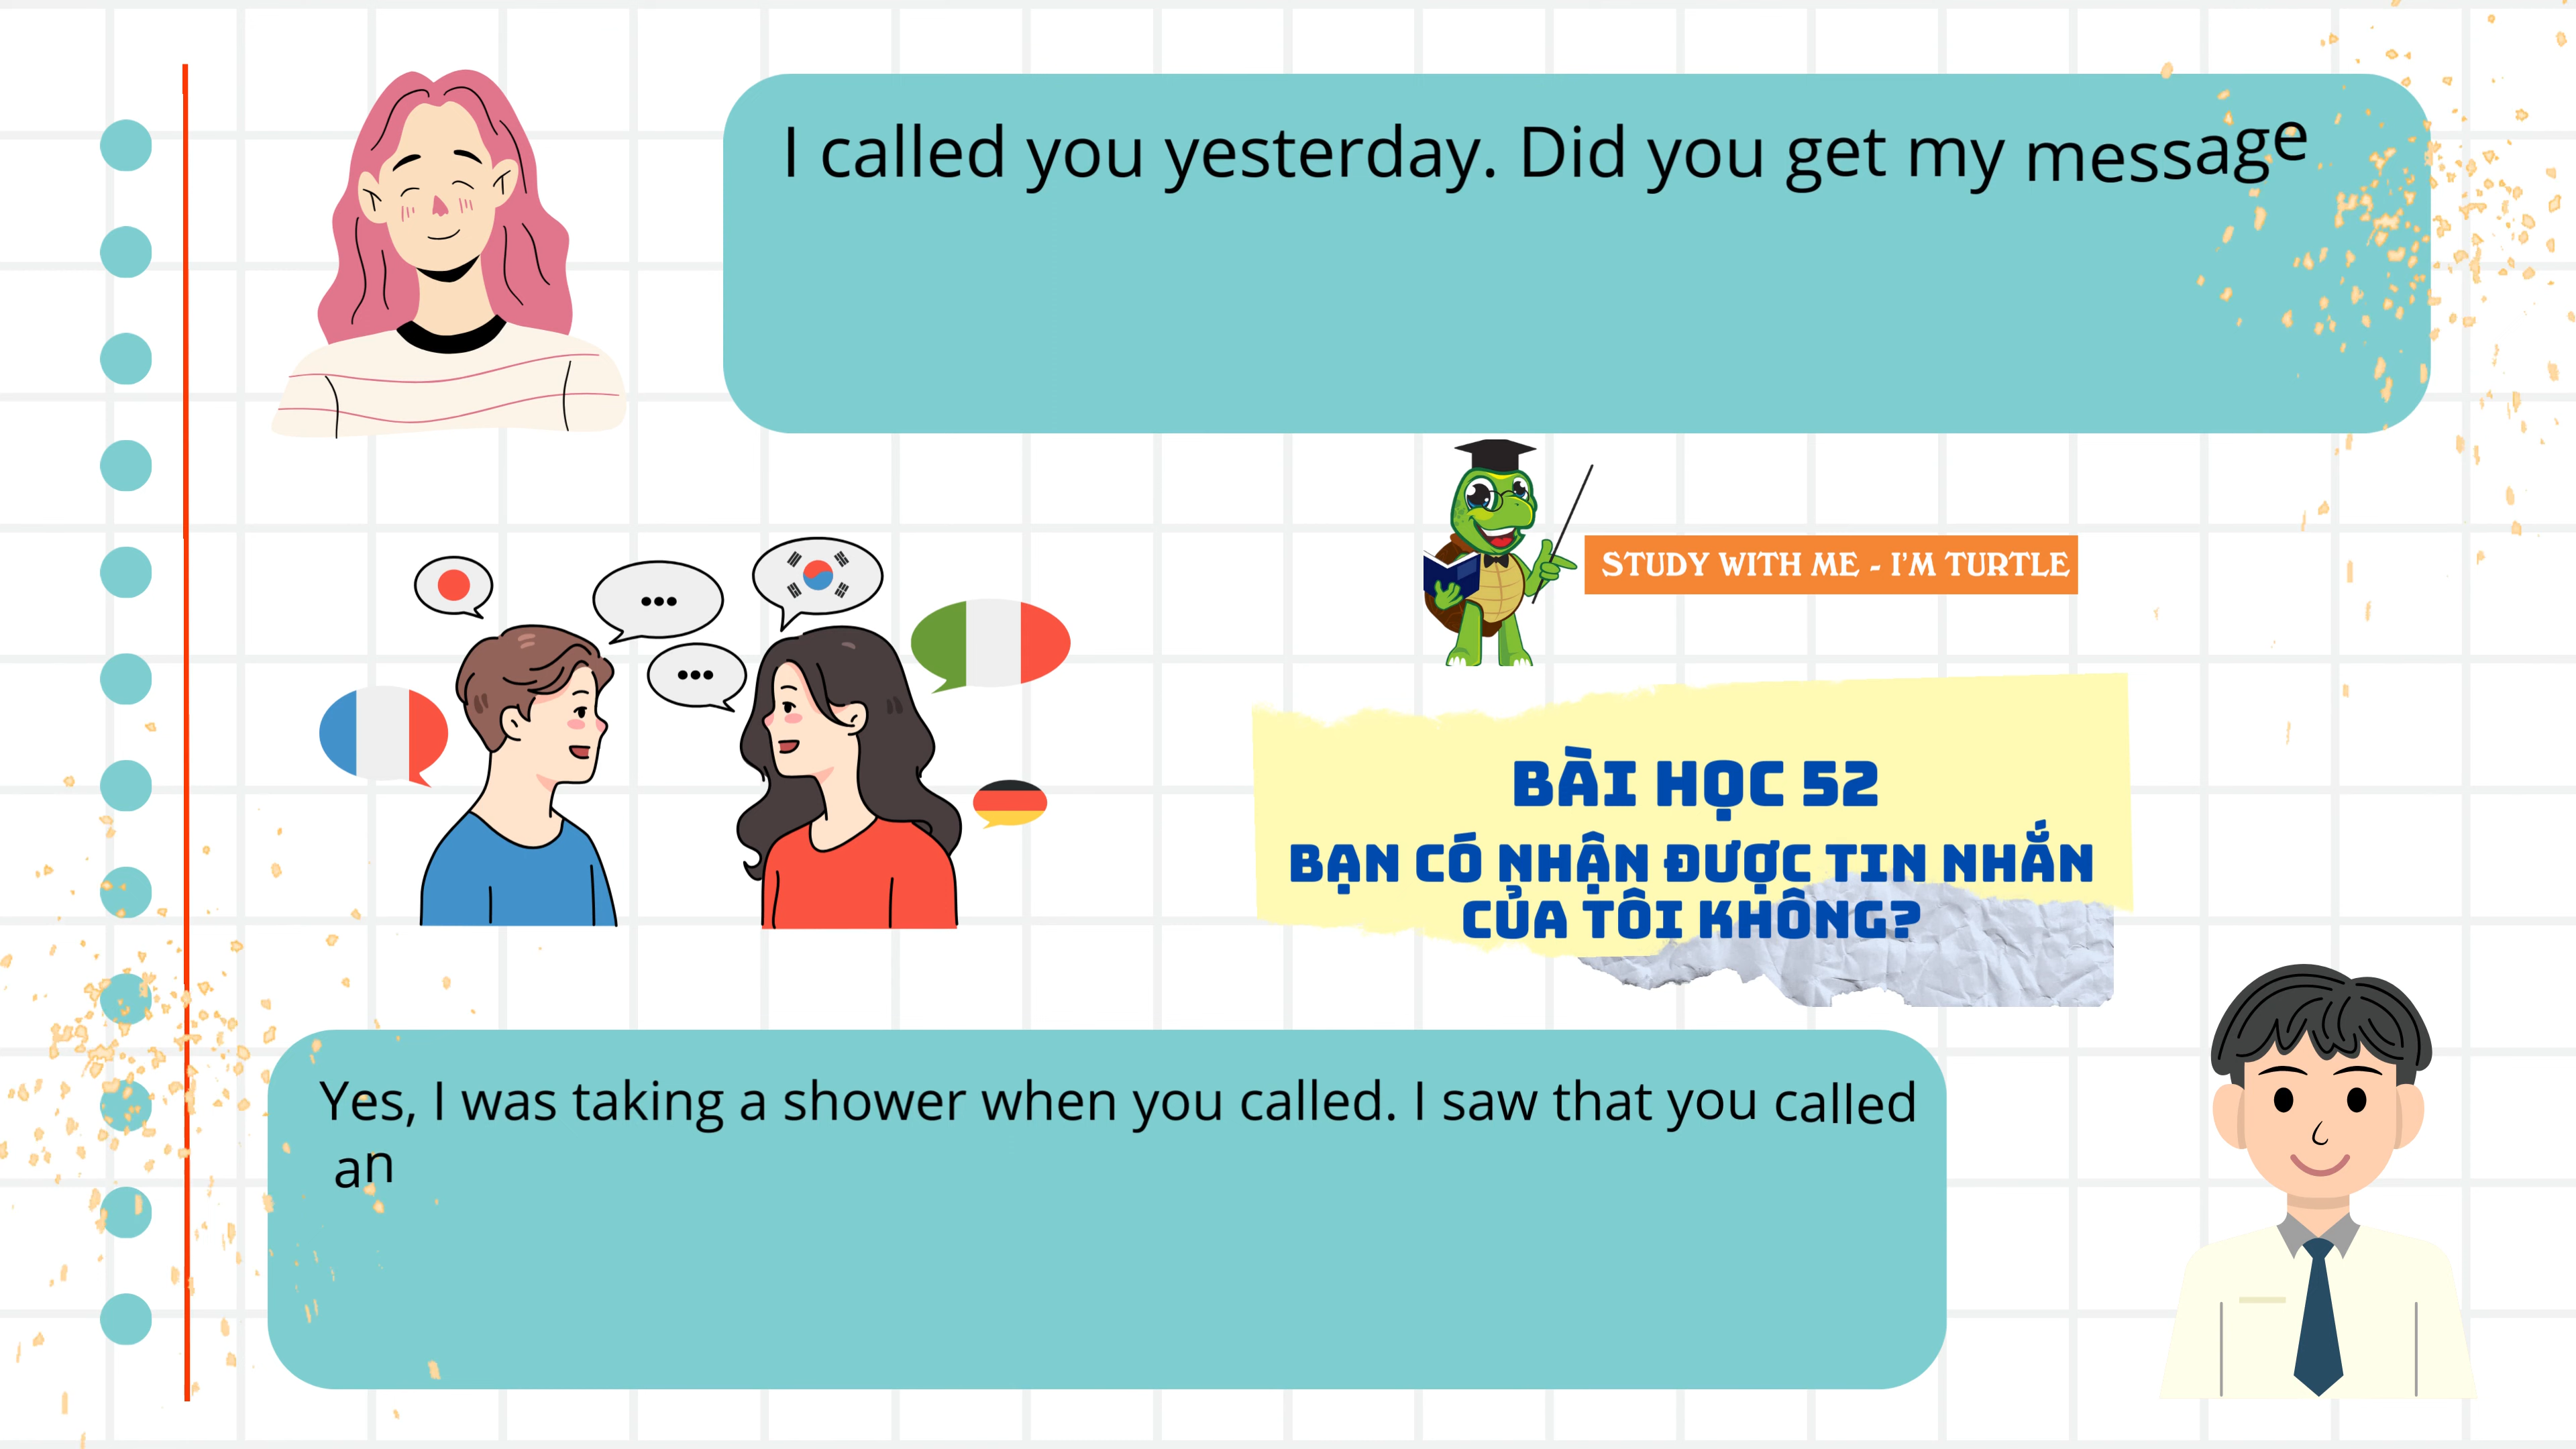 I called you yesterday. Did you get my message
STUDY WITH ME - I'M TURTLE
BÀI HỌC 52
BẠN CÓ NHẬN ĐƯỢC TIN NHẮN
CỦA TÔI KHÔNG?
Yes, I was taking a shower when you called. I saw that you called
an